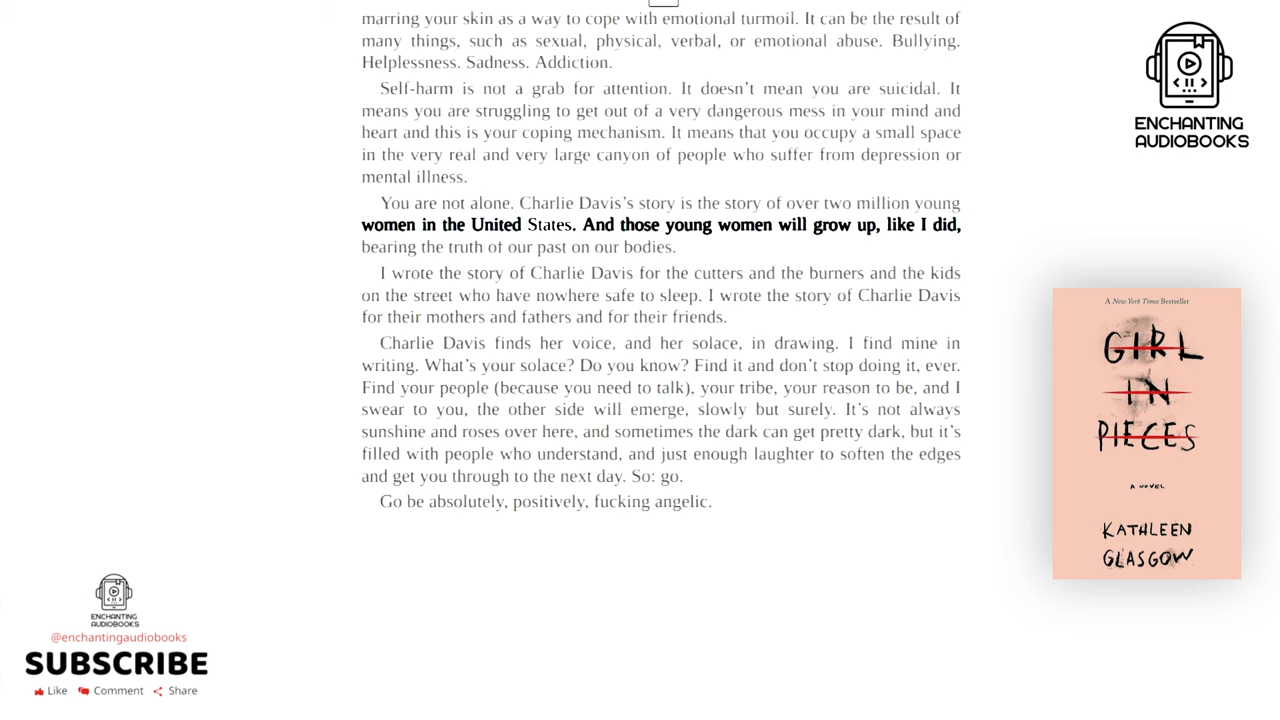 marring your skin as a way to cope with emotional turmoil. It can be the result of
many things, such as sexual, physical, verbal, or emotional abuse. Bullying.
Helplessness. Sadness. Addiction.
Self-harm is not a grab for attention. It doesn’t mean you are suicidal. It
means you are struggling to get out of a very dangerous mess in your mind and
heart and this is your coping mechanism. It means that you occupy a small space
in the very real and very large canyon of people who suffer from depression or
mental illness.
You are not alone. Charlie Davis’s story is the story of over two million young
women in the United States. And those young women will grow up, like I did,
bearing the truth of our past on our bodies.
I wrote the story of Charlie Davis for the cutters and the burners and the kids
on the street who have nowhere safe to sleep. I wrote the story of Charlie Davis
for their mothers and fathers and for their friends.
Charlie Davis finds her voice, and her solace, in drawing. I find mine in
writing. What’s your solace? Do you know? Find it and don’t stop doing it, ever.
Find your people (because you need to talk), your tribe, your reason to be, and I
swear to you, the other side will emerge, slowly but surely. It’s not always
sunshine and roses over here, and sometimes the dark can get pretty dark, but it’s
filled with people who understand, and just enough laughter to soften the edges
and get you through to the next day. So: go.
Go be absolutely, positively, fucking angelic.
ENCHANTING
AUDIOBOOKS
A New York Times Bestseller
GIRL
IN
PIECES
A NOVEL
KATHLEEN
GLASGOW
ENCHANTING
AUDIOBOOKS
@enchantingaudiobooks
SUBSCRIBE
Like Comment Share